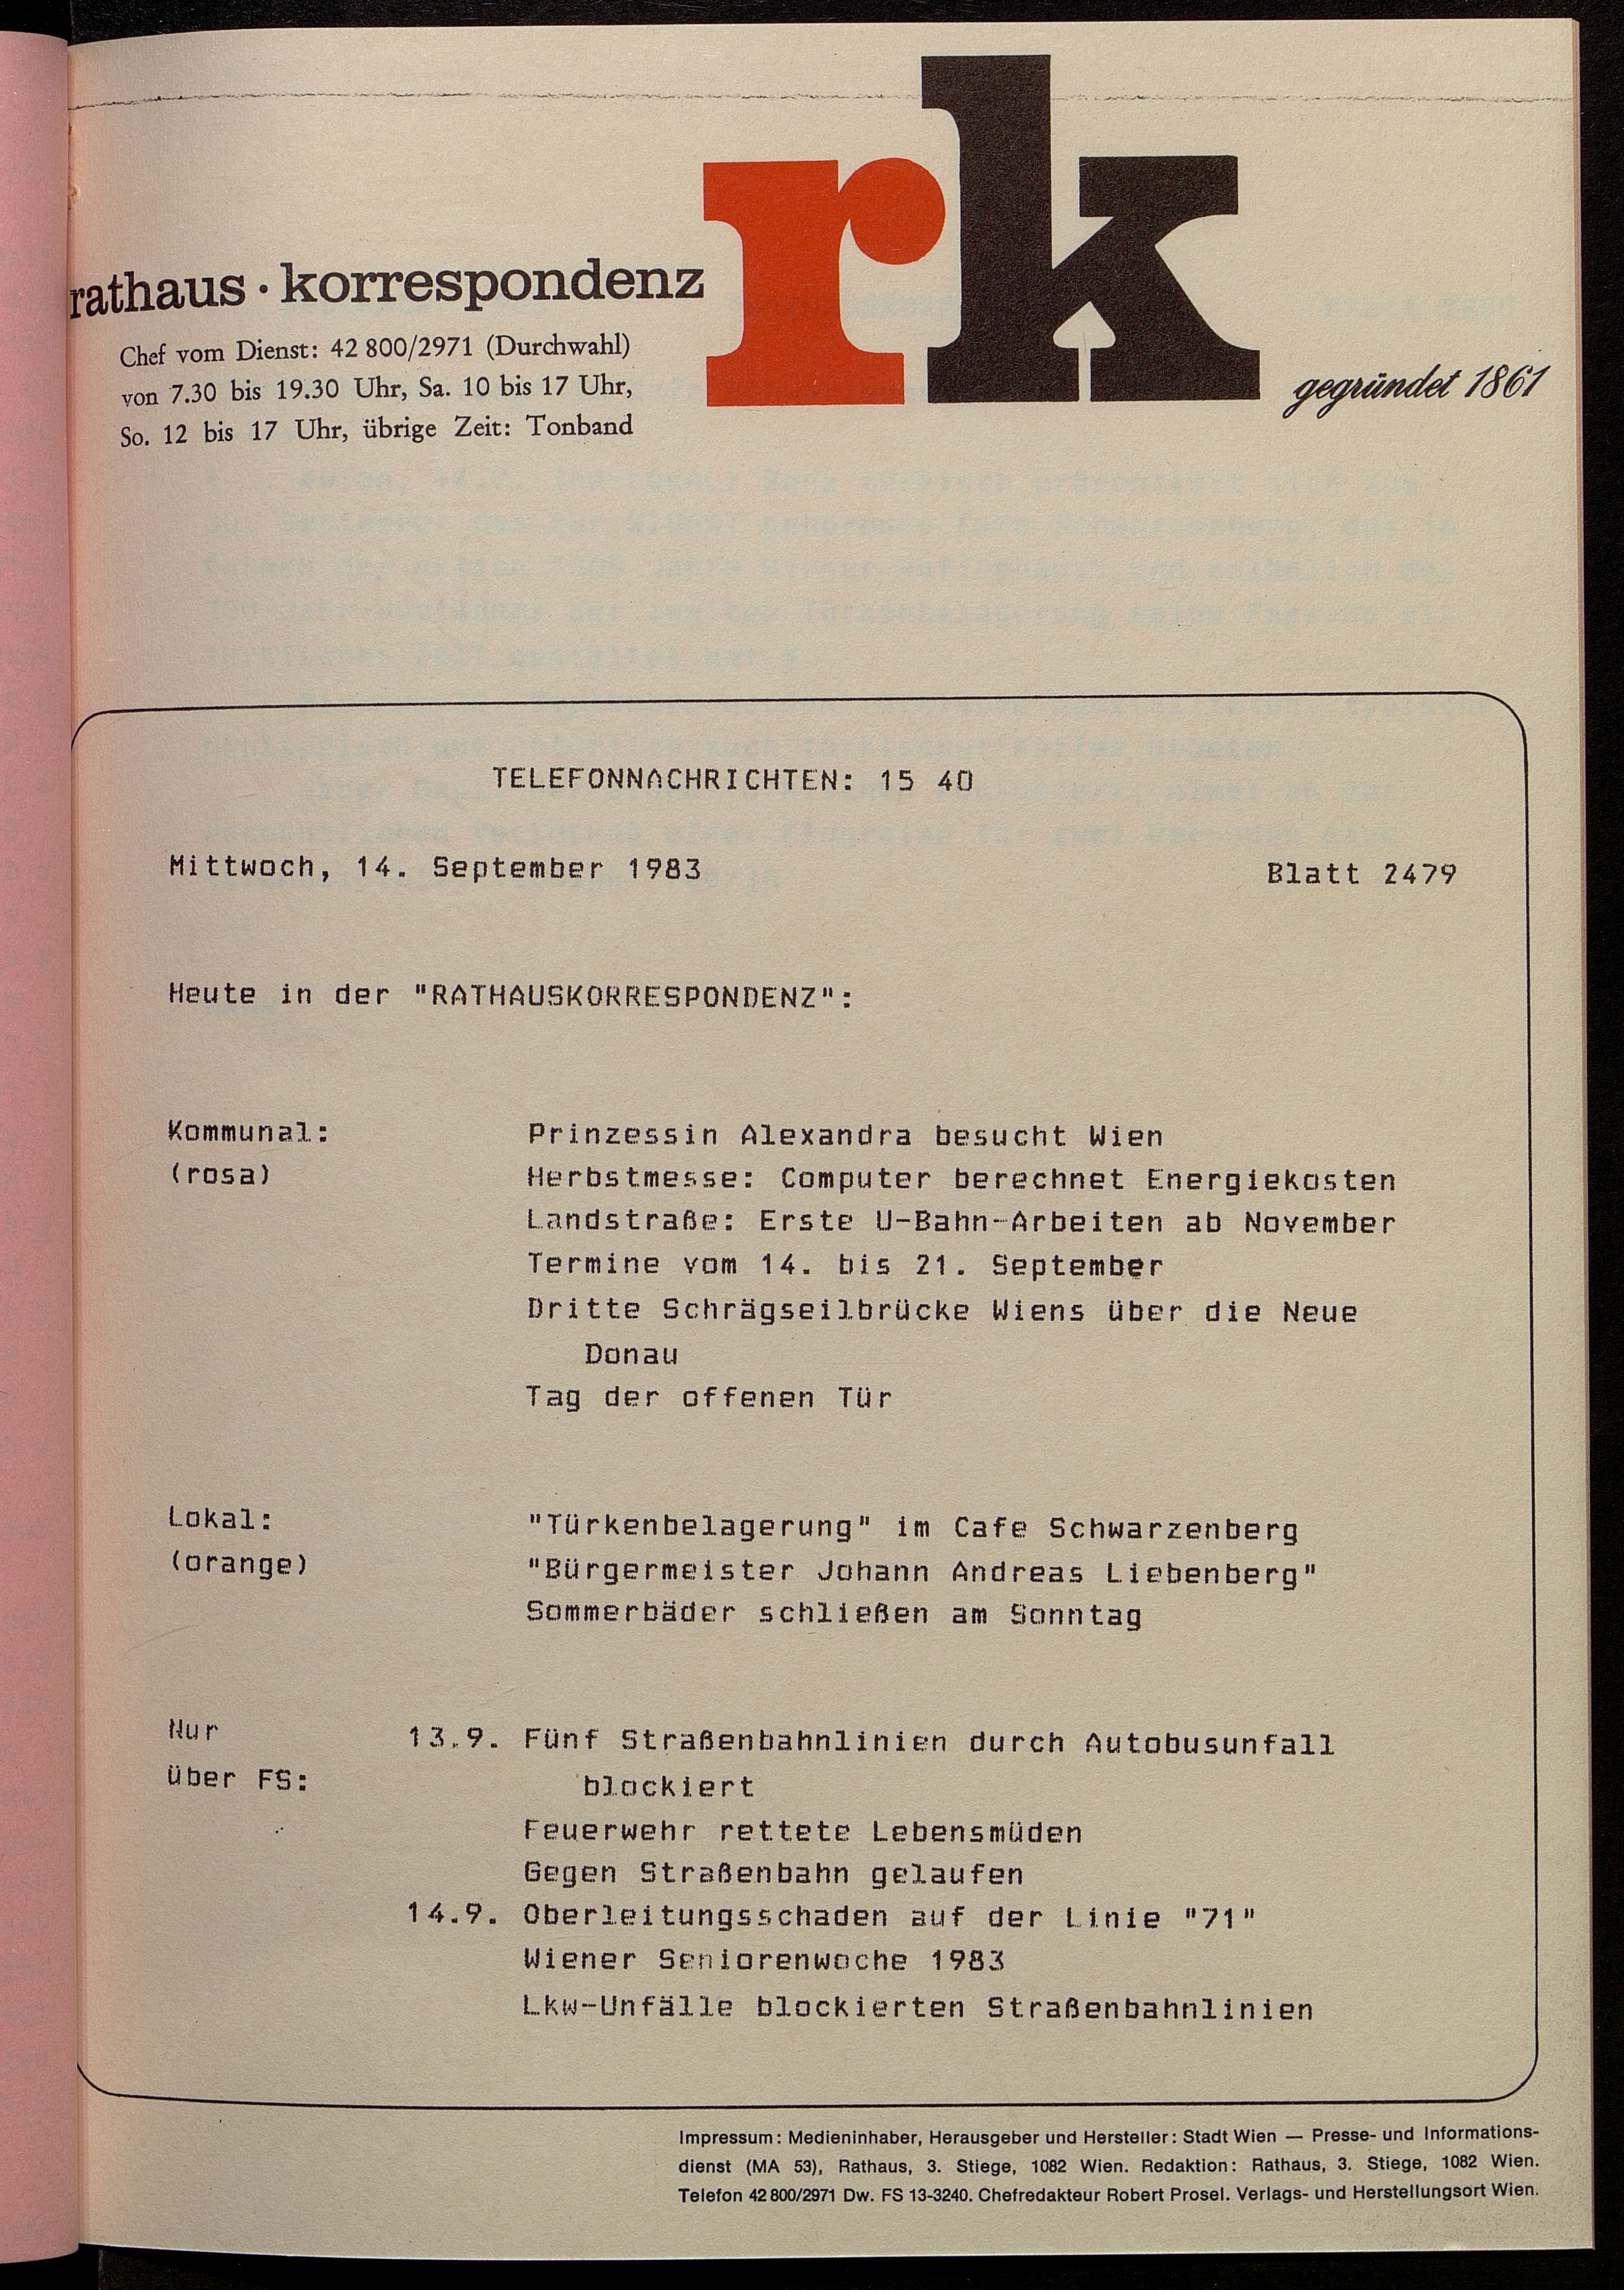 rk
rathaus · korrespondenz
gegründet 1861
Chef vom Dienst: 42 800/2971 (Durchwahl)
von 7.30 bis 19.30 Uhr, Sa. 10 bis 17 Uhr,
So. 12 bis 17 Uhr, übrige Zeit: Tonband
TELEFONNACHRICHTEN: 15 40
Mittwoch, 14. September 1983 Blatt 2479
Heute in der "RATHAUSKORRESPONDENZ":
Kommunal: Prinzessin Alexandra besucht Wien
(rosa) Herbstmesse: Computer berechnet Energiekosten
Landstraße: Erste U-Bahn-Arbeiten ab November
Termine vom 14. bis 21. September
Dritte Schrägseilbrücke Wiens über die Neue
Donau
Tag der offenen Tür
Lokal: "Türkenbelagerung" im Cafe Schwarzenberg
(orange) "Bürgermeister Johann Andreas Liebenberg"
Sommerbäder schließen am Sonntag
Nur 13.9. Fünf Straßenbahnlinien durch Autobusunfall
über FS: blockiert
Feuerwehr rettete Lebensmüden
Gegen Straßenbahn gelaufen
14.9. Oberleitungsschaden auf der Linie "71"
Wiener Seniorenwoche 1983
Lkw-Unfälle blockierten Straßenbahnlinien
Impressum: Medieninhaber, Herausgeber und Hersteller: Stadt Wien — Presse- und Informations-
dienst (MA 53), Rathaus, 3. Stiege, 1082 Wien. Redaktion: Rathaus, 3. Stiege, 1082 Wien.
Telefon 42 800/2971 Dw. FS 13-3240. Chefredakteur Robert Prosel. Verlags- und Herstellungsort Wien.